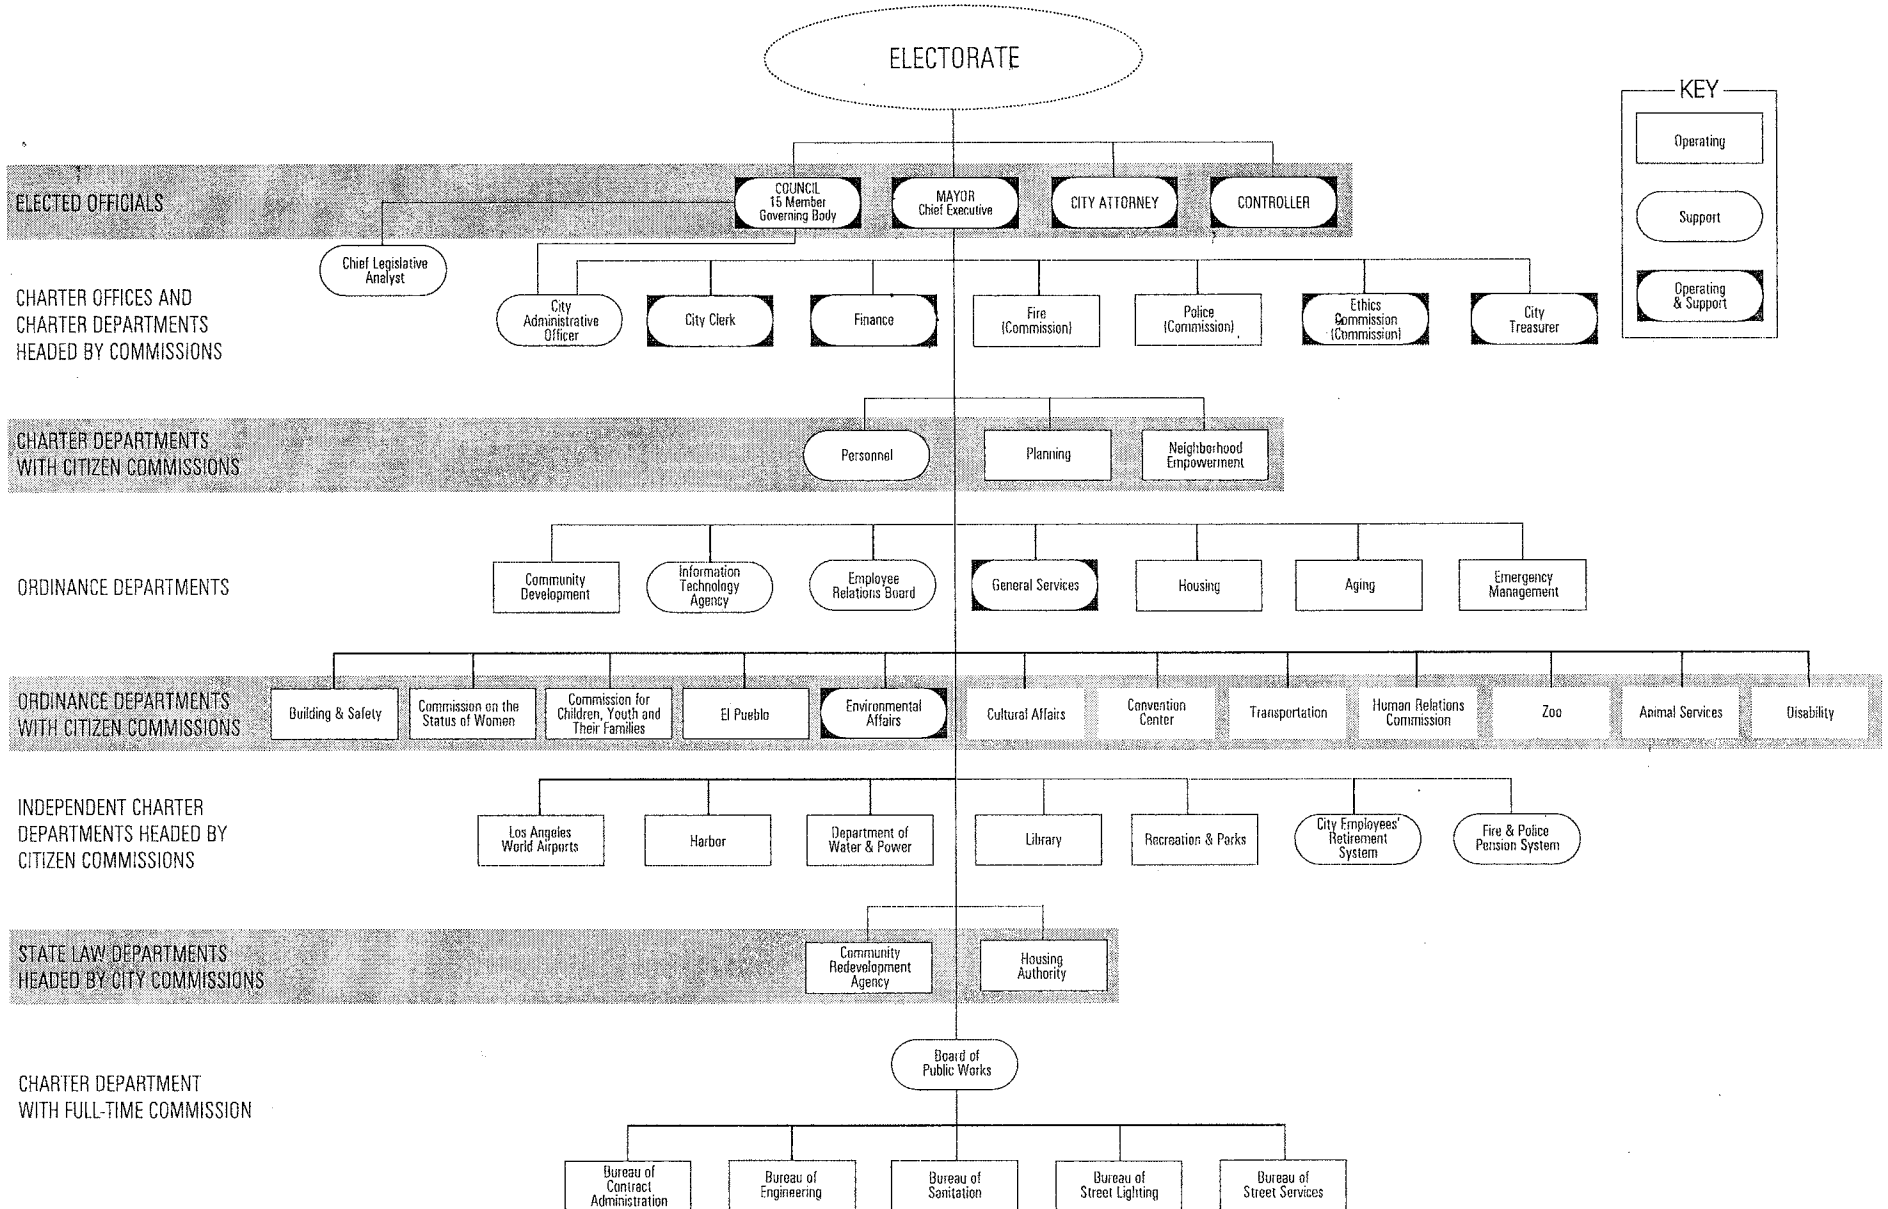 ELECTORATE
KEY
Operating
Support
Operating
& Support
ELECTED OFFICIALS
COUNCIL
15 Member
Governing Body
MAYOR
Chief Executive
CITY ATTORNEY
CONTROLLER
Chief Legislative
Analyst
CHARTER OFFICES AND
CHARTER DEPARTMENTS
HEADED BY COMMISSIONS
City
Administrative
Officer
City Clerk
Finance
Fire
(Commission)
Police
(Commission)
Ethics
Commission
(Commission)
City
Treasurer
CHARTER DEPARTMENTS
WITH CITIZEN COMMISSIONS
Personnel
Planning
Neighborhood
Empowerment
ORDINANCE DEPARTMENTS
Community
Development
Information
Technology
Agency
Employee
Relations Board
General Services
Housing
Aging
Emergency
Management
ORDINANCE DEPARTMENTS
WITH CITIZEN COMMISSIONS
Building & Safety
Commission on the
Status of Women
Commission for
Children, Youth and
Their Families
El Pueblo
Environmental
Affairs
Cultural Affairs
Convention
Center
Transportation
Human Relations
Commission
Zoo
Animal Services
Disability
INDEPENDENT CHARTER
DEPARTMENTS HEADED BY
CITIZEN COMMISSIONS
Los Angeles
World Airports
Harbor
Department of
Water & Power
Library
Recreation & Parks
City Employees'
Retirement
System
Fire & Police
Pension System
STATE LAW DEPARTMENTS
HEADED BY CITY COMMISSIONS
Community
Redevelopment
Agency
Housing
Authority
CHARTER DEPARTMENT
WITH FULL-TIME COMMISSION
Board of
Public Works
Bureau of
Contract
Administration
Bureau of
Engineering
Bureau of
Sanitation
Bureau of
Street Lighting
Bureau of
Street Services